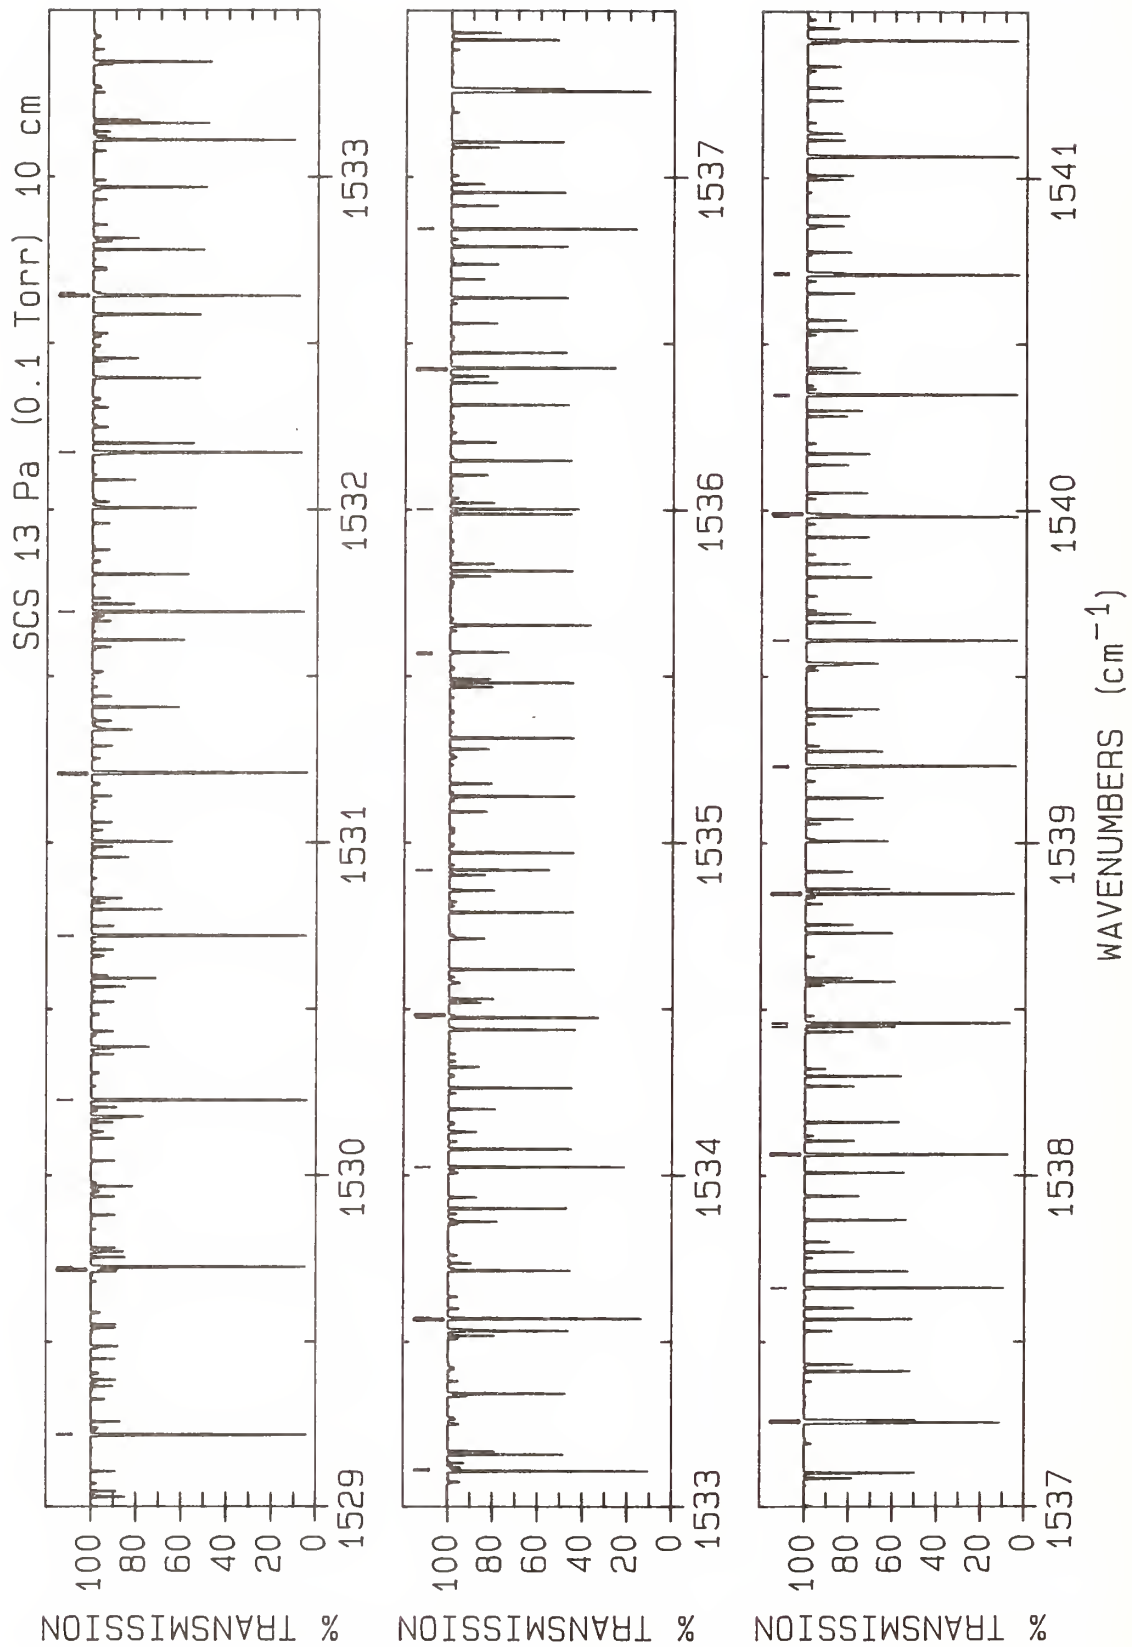 SCS 13 Pa (0.1 Torr) 10 cm
% TRANSMISSION
100
80
60
40
20
0
1529 1530 1531 1532 1533
% TRANSMISSION
100
80
60
40
20
0
1533 1534 1535 1536 1537
% TRANSMISSION
100
80
60
40
20
0
1537 1538 1539 1540 1541
WAVENUMBERS (cm⁻¹)